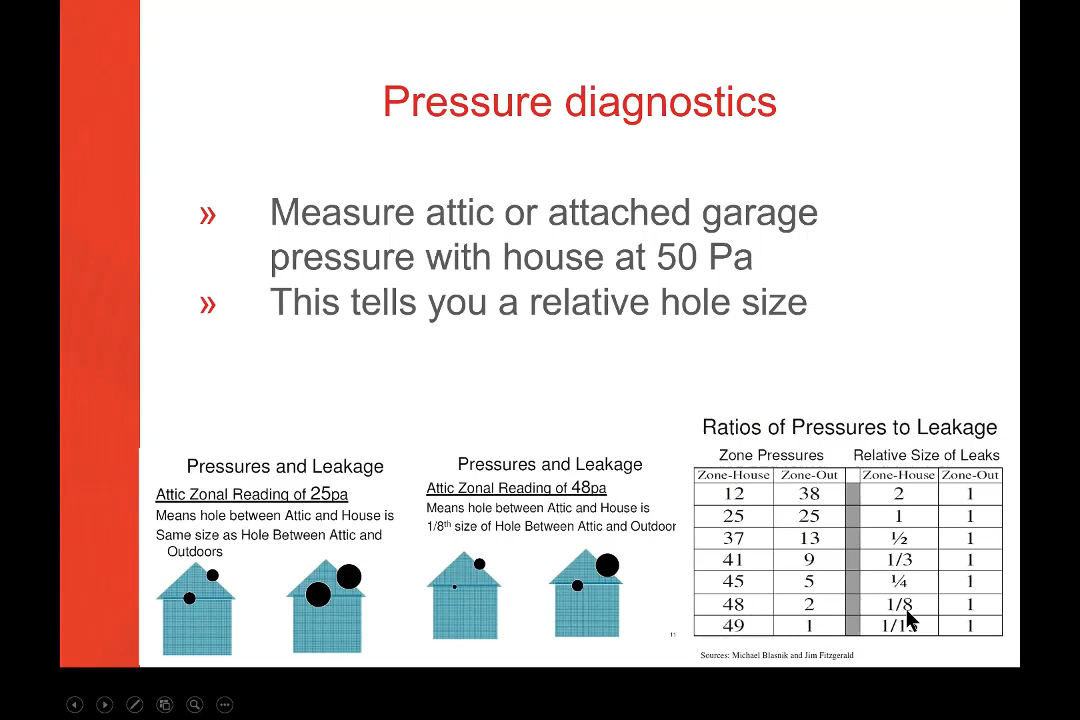 Pressure diagnostics
» Measure attic or attached garage
pressure with house at 50 Pa
» This tells you a relative hole size
Pressures and Leakage
Attic Zonal Reading of 25pa
Means hole between Attic and House is
Same size as Hole Between Attic and
Outdoors
Pressures and Leakage
Attic Zonal Reading of 48pa
Means hole between Attic and House is
1/8th size of Hole Between Attic and Outdoor
11
Ratios of Pressures to Leakage
Zone Pressures Relative Size of Leaks
Zone-House Zone-Out Zone-House Zone-Out
12 38 2 1
25 25 1 1
37 13 ½ 1
41 9 1/3 1
45 5 ¼ 1
48 2 1/8 1
49 1 1
Sources: Michael Blasnik and Jim Fitzgerald